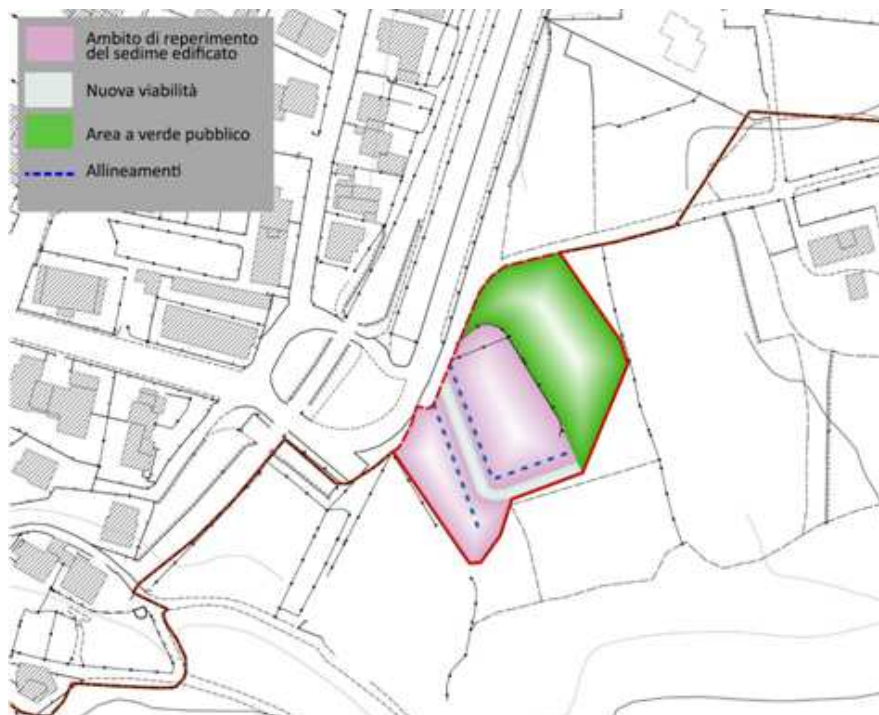 Ambito di reperimento
del sedime edificato
Nuova viabilità
Area a verde pubblico
Allineamenti